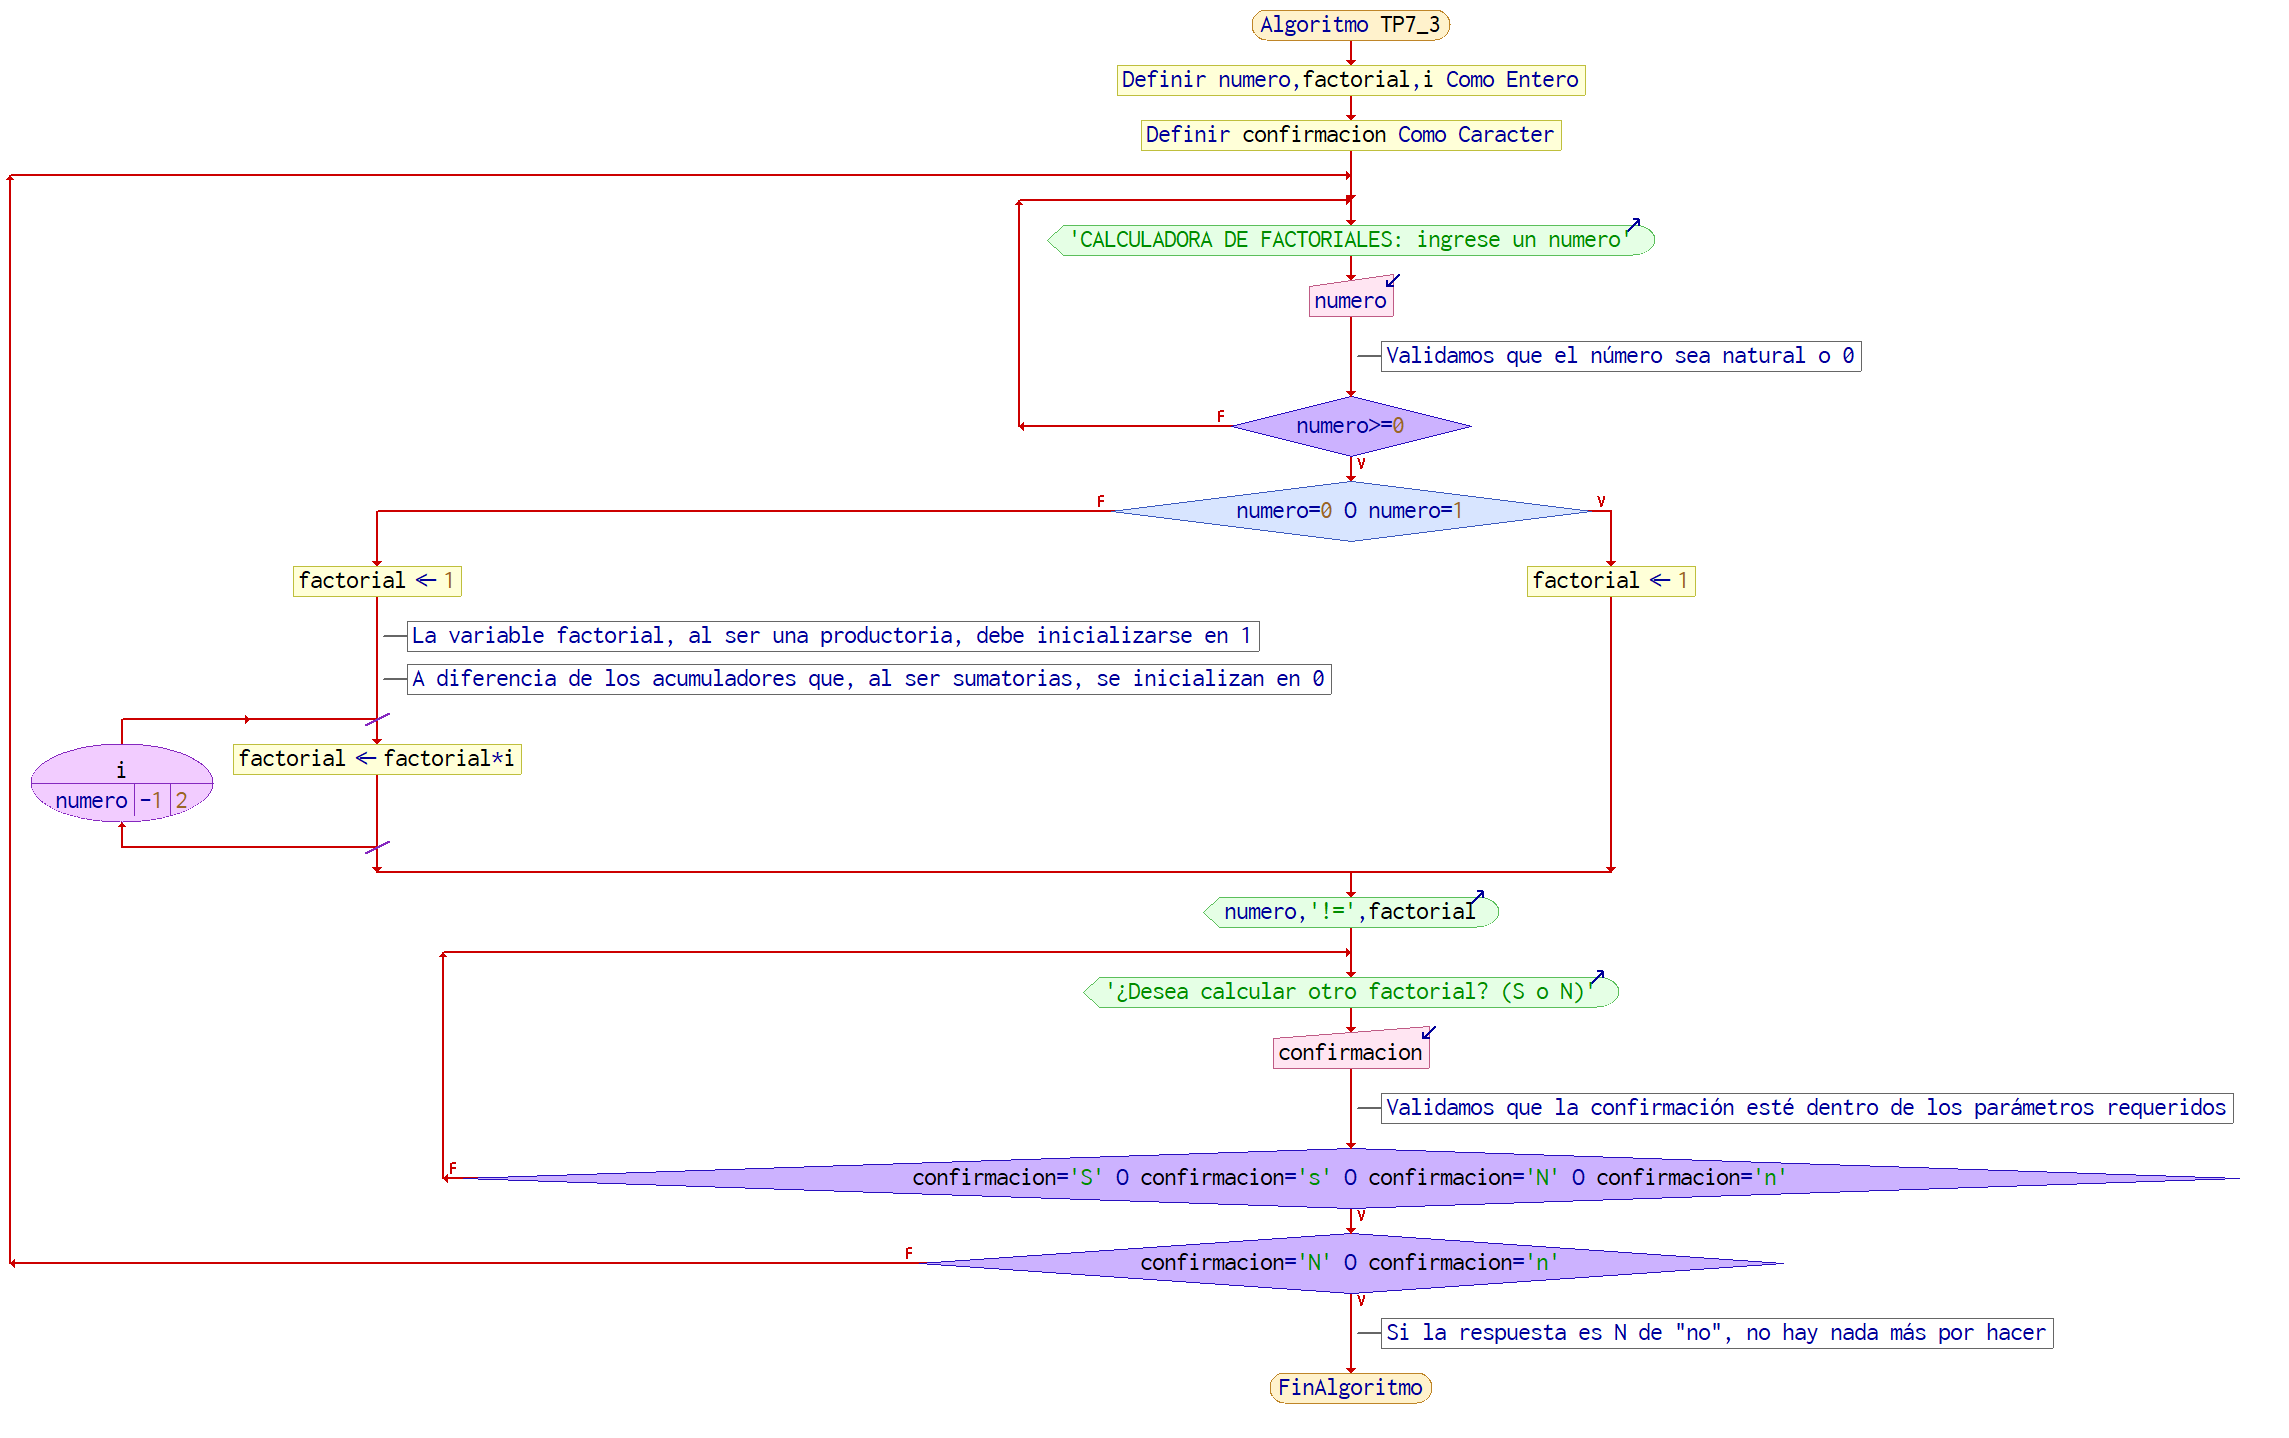 Algoritmo TP7_3
Definir numero,factorial,i Como Entero
Definir confirmacion Como Caracter
'CALCULADORA DE FACTORIALES: ingrese un numero'
numero
Validamos que el número sea natural o 0
F
numero>=0
V
F
numero=0 O numero=1
V
factorial ← 1
factorial ← 1
La variable factorial, al ser una productoria, debe inicializarse en 1
A diferencia de los acumuladores que, al ser sumatorias, se inicializan en 0
i
numero -1 2
factorial ← factorial*i
numero,'!=',factorial
'¿Desea calcular otro factorial? (S o N)'
confirmacion
Validamos que la confirmación esté dentro de los parámetros requeridos
F
confirmacion='S' O confirmacion='s' O confirmacion='N' O confirmacion='n'
V
F
confirmacion='N' O confirmacion='n'
V
Si la respuesta es N de "no", no hay nada más por hacer
FinAlgoritmo